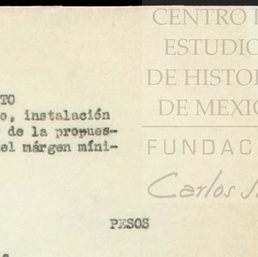 CENTRO
ESTUDIO
DE HISTOR
DE MEXIC
FUNDAC
Carlos
TO
o, instalación
de la propues-
el márgen míni-
PESOS